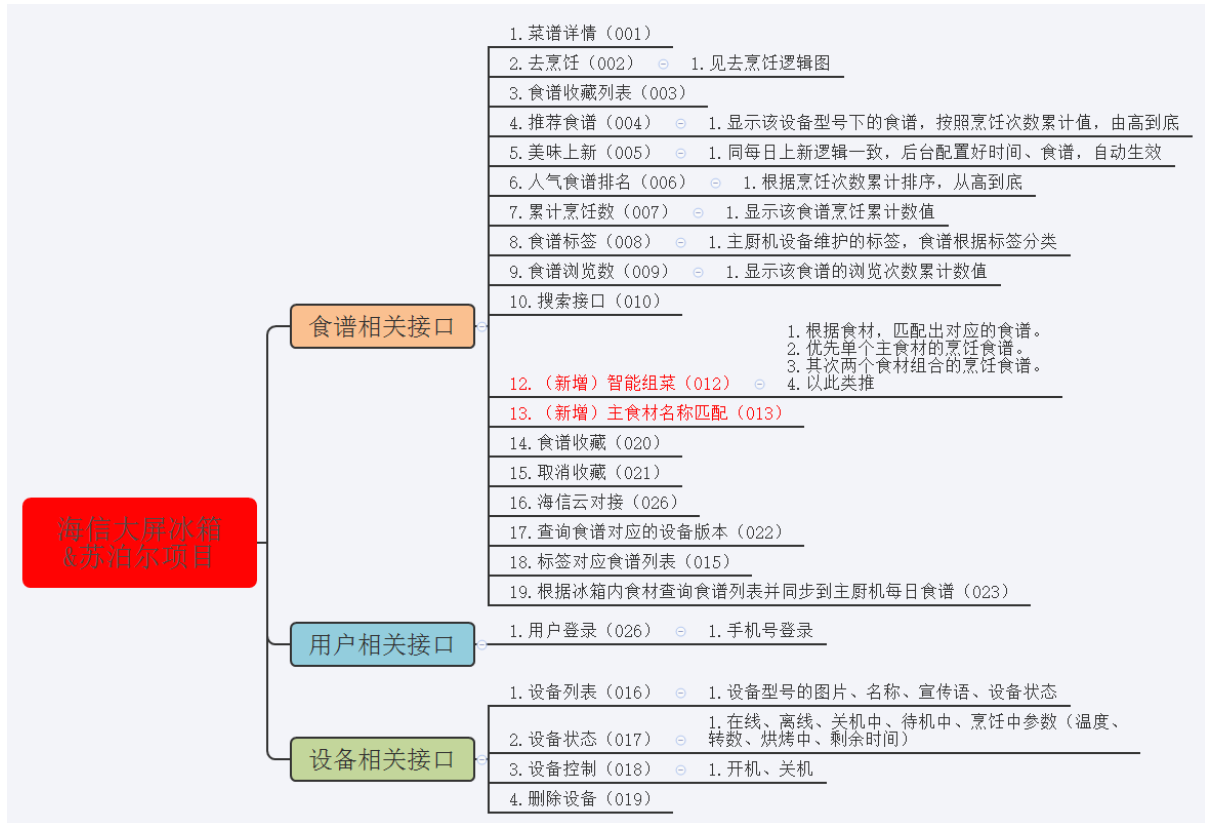 海信大屏冰箱
&苏泊尔项目
食谱相关接口
1.菜谱详情（001）
2.去烹饪（002） 1.见去烹饪逻辑图
3.食谱收藏列表（003）
4.推荐食谱（004） 1.显示该设备型号下的食谱，按照烹饪次数累计值，由高到底
5.美味上新（005） 1.同每日上新逻辑一致，后台配置好时间、食谱，自动生效
6.人气食谱排名（006） 1.根据烹饪次数累计排序，从高到底
7.累计烹饪数（007） 1.显示该食谱烹饪累计数值
8.食谱标签（008） 1.主厨机设备维护的标签，食谱根据标签分类
9.食谱浏览数（009） 1.显示该食谱的浏览次数累计数值
10.搜索接口（010）
12.（新增）智能组菜（012）
1.根据食材，匹配出对应的食谱。
2.优先单个主食材的烹饪食谱。
3.其次两个食材组合的烹饪食谱。
4.以此类推
13.（新增）主食材名称匹配（013）
14.食谱收藏（020）
15.取消收藏（021）
16.海信云对接（026）
17.查询食谱对应的设备版本（022）
18.标签对应食谱列表（015）
19.根据冰箱内食材查询食谱列表并同步到主厨机每日食谱（023）
用户相关接口
1.用户登录（026） 1.手机号登录
设备相关接口
1.设备列表（016） 1.设备型号的图片、名称、宣传语、设备状态
2.设备状态（017）
1.在线、离线、关机中、待机中、烹饪中参数（温度、
转数、烘烤中、剩余时间）
3.设备控制（018） 1.开机、关机
4.删除设备（019）